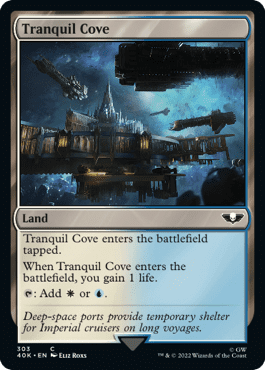 Tranquil Cove
Land
Tranquil Cove enters the battlefield
tapped.
When Tranquil Cove enters the
battlefield, you gain 1 life.
: Add or .
Deep-space ports provide temporary shelter
for Imperial cruisers on long voyages.
303 C
40K • EN Eliz Roxs
© GW
™ & © 2022 Wizards of the Coast